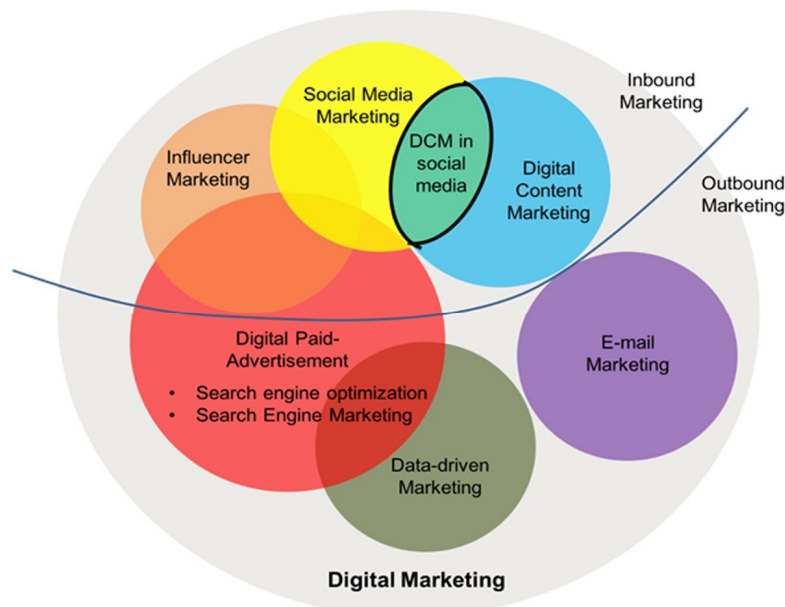 Inbound
Marketing
Social Media
Marketing
DCM in
social
media
Influencer
Marketing
Digital
Content
Marketing
Outbound
Marketing
Digital Paid-
Advertisement
• Search engine optimization
• Search Engine Marketing
E-mail
Marketing
Data-driven
Marketing
Digital Marketing